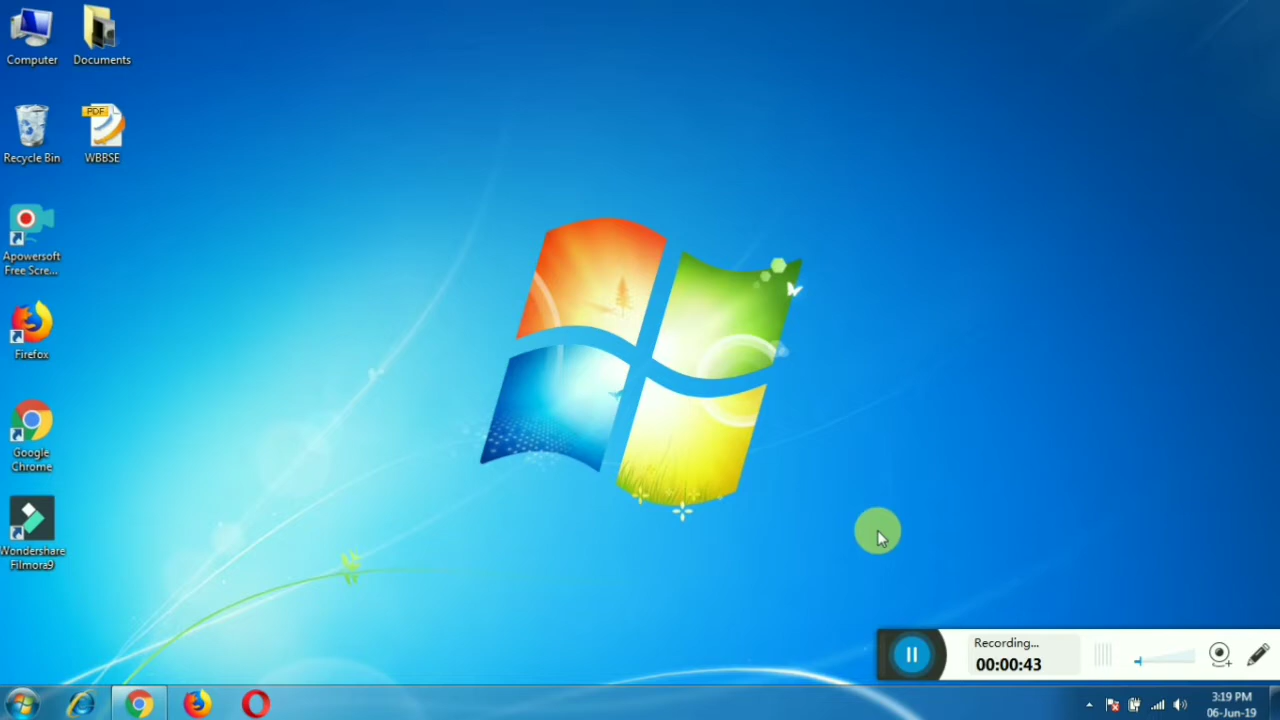 Computer
Documents
Recycle Bin
PDF
WBBSE
Apowersoft
Free Scre...
Firefox
Google
Chrome
Wondershare
Filmora9
Recording...
00:00:43
3:19 PM
06-Jun-19